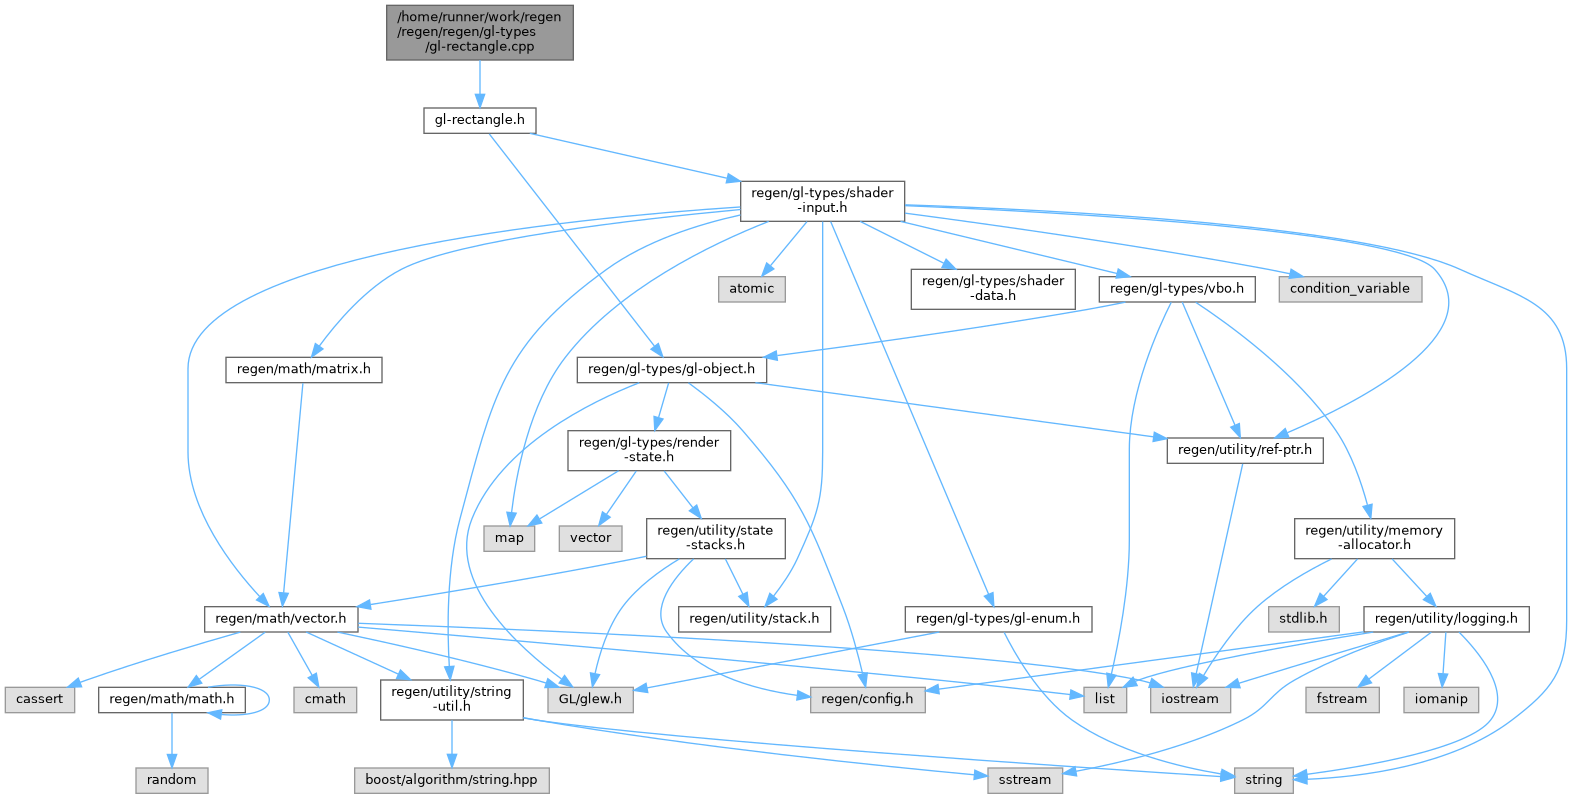 /home/runner/work/regen
/regen/regen/gl-types
/gl-rectangle.cpp
gl-rectangle.h
regen/gl-types/shader
-input.h
atomic
regen/gl-types/shader
-data.h
regen/gl-types/vbo.h
condition_variable
regen/math/matrix.h
regen/gl-types/gl-object.h
regen/gl-types/render
-state.h
regen/utility/ref-ptr.h
map
vector
regen/utility/state
-stacks.h
regen/utility/memory
-allocator.h
regen/math/vector.h
regen/utility/stack.h
regen/gl-types/gl-enum.h
stdlib.h
regen/utility/logging.h
cassert
regen/math/math.h
cmath
regen/utility/string
-util.h
GL/glew.h
regen/config.h
list
iostream
fstream
iomanip
random
boost/algorithm/string.hpp
sstream
string